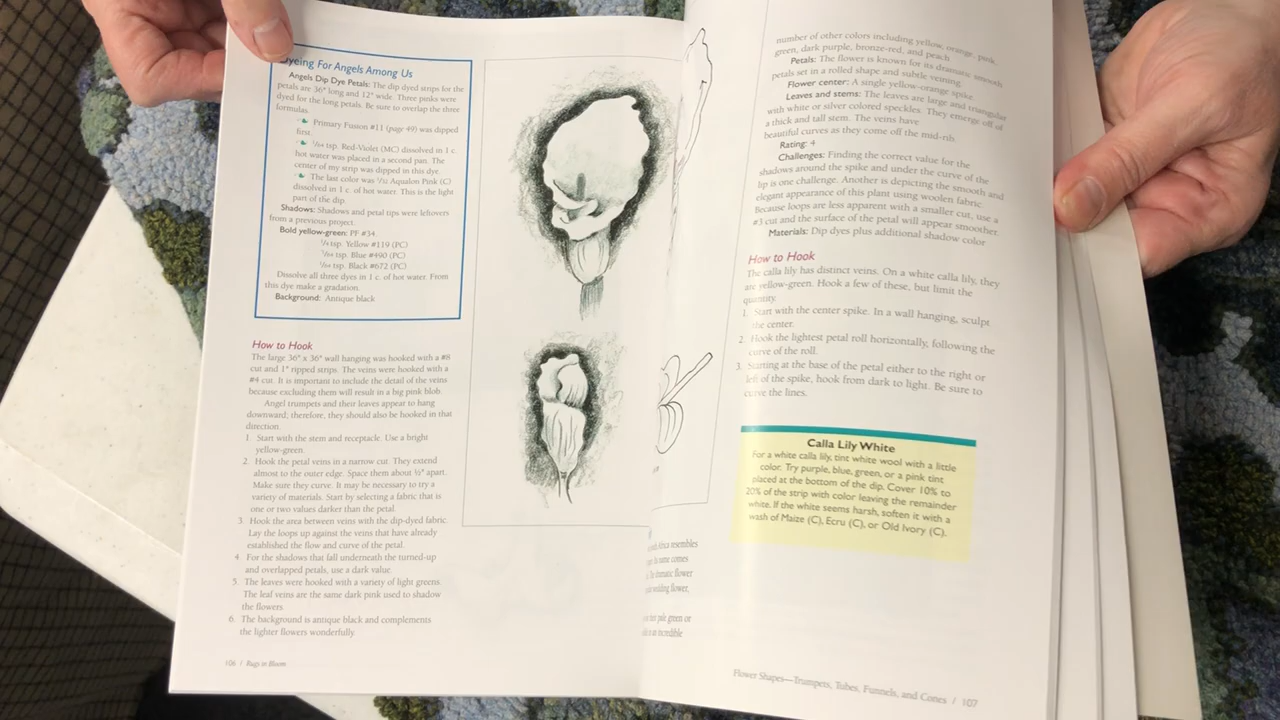 Dyeing For Angels Among Us
Angels Dip Dye Petals: The dip dyed strips for the
petals are 36" long and 12" wide. Three pinks were
dyed for the long petals. Be sure to overlap the three
formulas.
Primary Fusion #11 (page 49) was dipped
first.
tsp. Red-Violet (MC) dissolved in 1 c.
hot water was placed in a second pan. The
center of my strip was dipped in this dye.
The last color was 1/32 Aqualon Pink (C)
dissolved in 1 c. of hot water. This is the light
part of the dip.
Shadows: Shadows and petal tips were leftovers
from a previous project.
Bold yellow-green: PF #34.
tsp. Yellow #119 (PC)
tsp. Blue #490 (PC)
tsp. Black #672 (PC)
Dissolve all three dyes in 1 c. of hot water. From
this dye make a gradation.
Background: Antique black
How to Hook
The large 36" x 36" wall hanging was hooked with a #8
cut and 1" ripped strips. The veins were hooked with a
#4 cut. It is important to include the detail of the veins
because excluding them will result in a big pink blob.
Angel trumpets and their leaves appear to hang
downward; therefore, they should also be hooked in that
direction.
1. Start with the stem and receptacle. Use a bright
yellow-green.
2. Hook the petal veins in a narrow cut. They extend
almost to the outer edge. Space them about ½" apart.
Make sure they curve. It may be necessary to try a
variety of materials. Start by selecting a fabric that is
one or two values darker than the petal.
3. Hook the area between veins with the dip-dyed fabric.
Lay the loops up against the veins that have already
established the flow and curve of the petal.
4. For the shadows that fall underneath the turned-up
and overlapped petals, use a dark value.
5. The leaves were hooked with a variety of light greens.
The leaf veins are the same dark pink used to shadow
the flowers.
6. The background is antique black and complements
the lighter flowers wonderfully.
106 / Rugs in Bloom
Africa resembles
name comes
dramatic flower
wedding flower,
pale green or
incredible
number of other colors including yellow, orange, pink,
green, dark purple, bronze-red, and peach.
Petals: The flower is known for its dramatic smooth
petals set in a rolled shape and subtle veining.
Flower center: A single yellow-orange spike.
Leaves and stems: The leaves are large and triangular
with white or silver colored speckles. They emerge off of
a thick and tall stem. The veins have
beautiful curves as they come off the mid-rib.
Rating: 4
Challenges: Finding the correct value for the
shadows around the spike and under the curve of the
lip is one challenge. Another is depicting the smooth and
elegant appearance of this plant using woolen fabric.
Because loops are less apparent with a smaller cut, use a
#3 cut and the surface of the petal will appear smoother.
Materials: Dip dyes plus additional shadow color
How to Hook
The calla lily has distinct veins. On a white calla lily, they
are yellow-green. Hook a few of these, but limit the
quantity.
1. Start with the center spike. In a wall hanging, sculpt
the center.
2. Hook the lightest petal roll horizontally, following the
curve of the roll.
3. Starting at the base of the petal either to the right or
left of the spike, hook from dark to light. Be sure to
curve the lines.
Calla Lily White
For a white calla lily, tint white wool with a little
color. Try purple, blue, green, or a pink tint
placed at the bottom of the dip. Cover 10% to
20% of the strip with color leaving the remainder
white. If the white seems harsh, soften it with a
wash of Maize (C), Ecru (C), or Old Ivory (C).
Flower Shapes—Trumpets, Tubes, Funnels, and Cones / 107